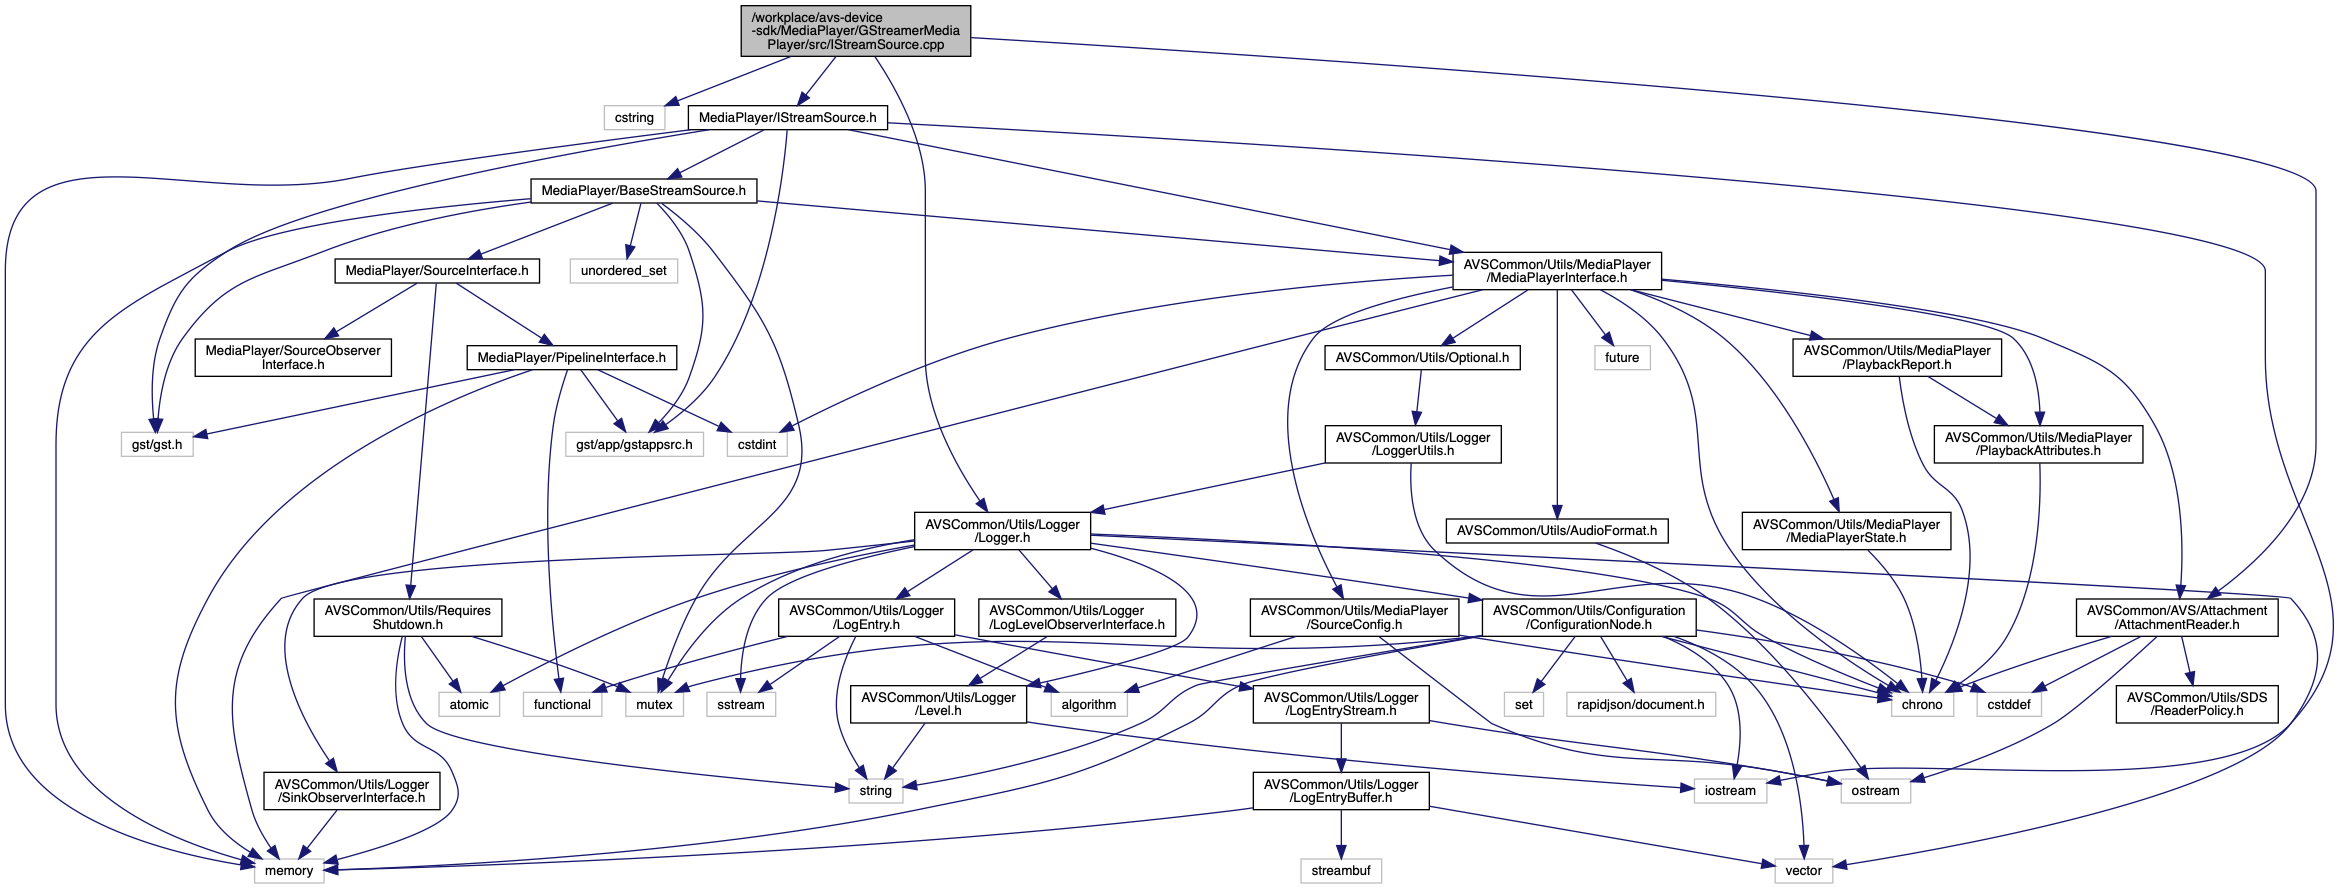 /workplace/avs-device
-sdk/MediaPlayer/GStreamerMedia
Player/src/IStreamSource.cpp
cstring
MediaPlayer/IStreamSource.h
MediaPlayer/BaseStreamSource.h
MediaPlayer/SourceInterface.h
unordered_set
AVSCommon/Utils/MediaPlayer
/MediaPlayerInterface.h
MediaPlayer/SourceObserver
Interface.h
MediaPlayer/PipelineInterface.h
AVSCommon/Utils/Optional.h
future
AVSCommon/Utils/MediaPlayer
/PlaybackReport.h
gst/gst.h
gst/app/gstappsrc.h
cstdint
AVSCommon/Utils/Logger
/LoggerUtils.h
AVSCommon/Utils/MediaPlayer
/PlaybackAttributes.h
AVSCommon/Utils/Logger
/Logger.h
AVSCommon/Utils/AudioFormat.h
AVSCommon/Utils/MediaPlayer
/MediaPlayerState.h
AVSCommon/Utils/Requires
Shutdown.h
AVSCommon/Utils/Logger
/LogEntry.h
AVSCommon/Utils/Logger
/LogLevelObserverInterface.h
AVSCommon/Utils/MediaPlayer
/SourceConfig.h
AVSCommon/Utils/Configuration
/ConfigurationNode.h
AVSCommon/AVS/Attachment
/AttachmentReader.h
atomic
functional
mutex
sstream
AVSCommon/Utils/Logger
/Level.h
algorithm
AVSCommon/Utils/Logger
/LogEntryStream.h
set
rapidjson/document.h
chrono
cstddef
AVSCommon/Utils/SDS
/ReaderPolicy.h
AVSCommon/Utils/Logger
/SinkObserverInterface.h
string
AVSCommon/Utils/Logger
/LogEntryBuffer.h
iostream
ostream
memory
streambuf
vector